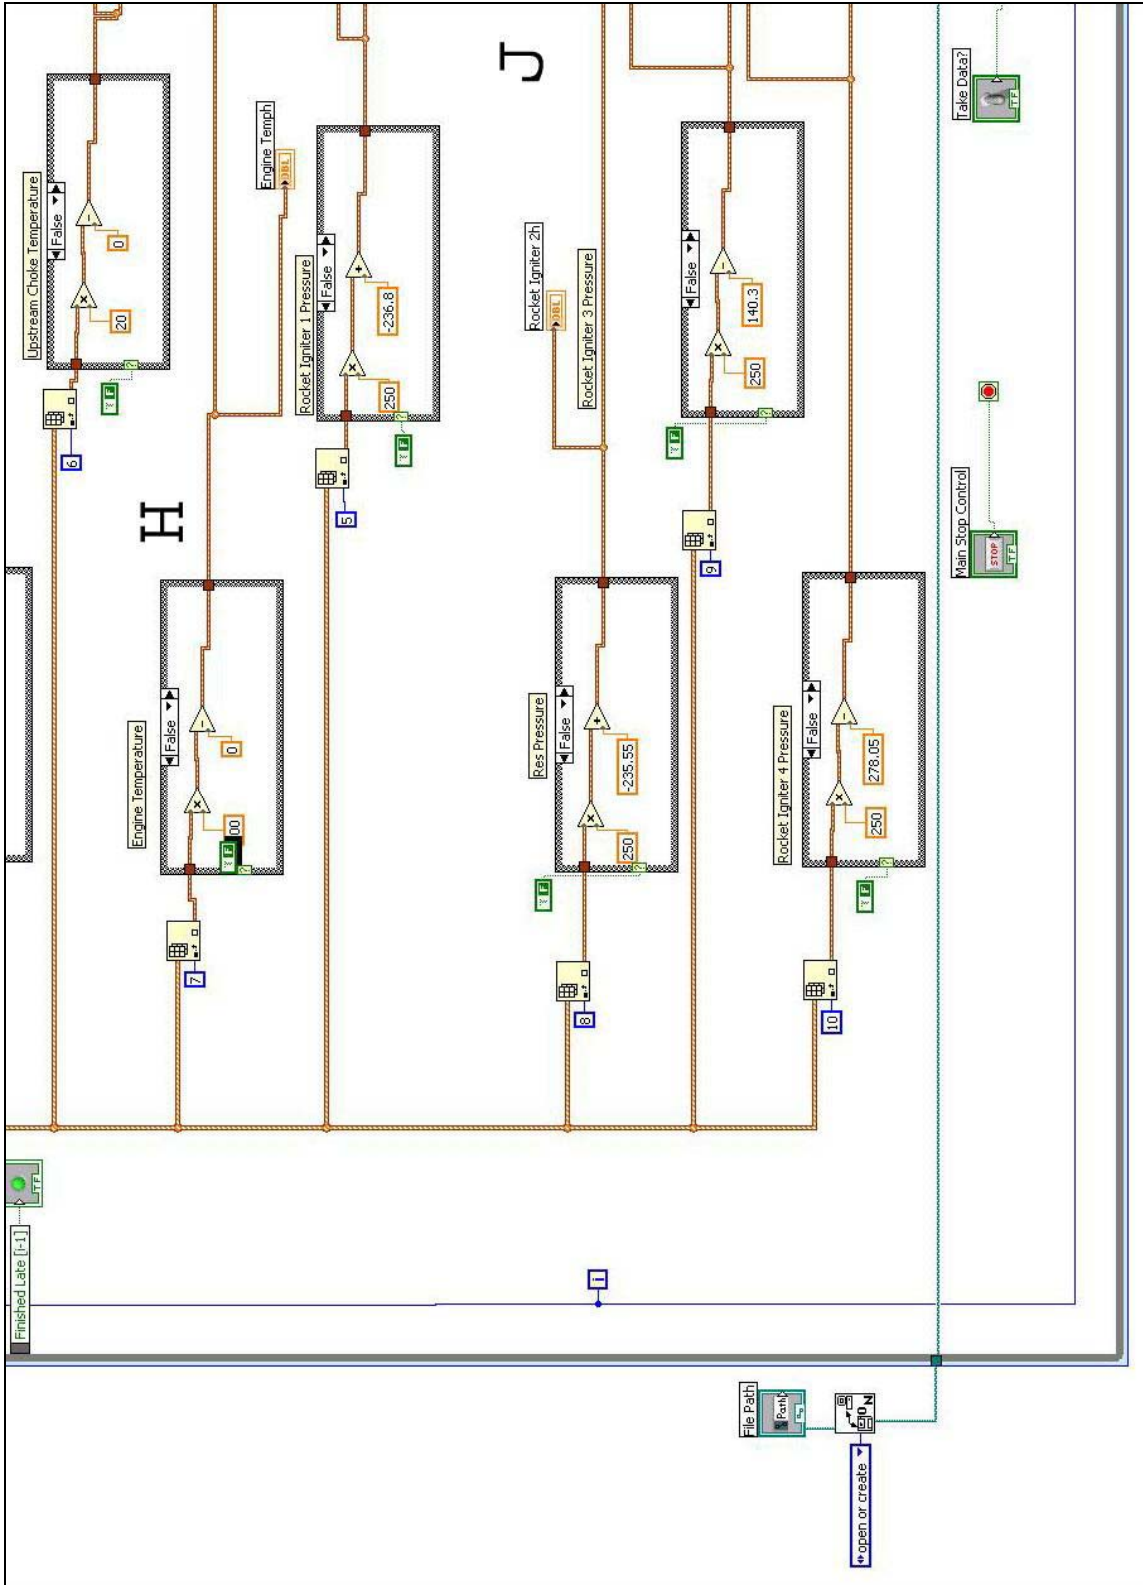 Finished Late [i-1]
TF
6
Upstream Choke Temperature
False
×
20
-
0
?
F
H
7
Engine Temperature
False
×
00
-
0
F
?
Engine Temph
DBL
5
Rocket Igniter 1 Pressure
False
×
250
+
-236.8
?
F
J
8
Res Pressure
False
×
250
+
-235.55
?
F
Rocket Igniter 2h
DBL
Rocket Igniter 3 Pressure
i
9
False
×
250
-
140.3
?
F
10
Rocket Igniter 4 Pressure
False
×
250
-
278.05
?
F
File Path
Path
open or create
Main Stop Control
STOP
TF
Take Data?
TF